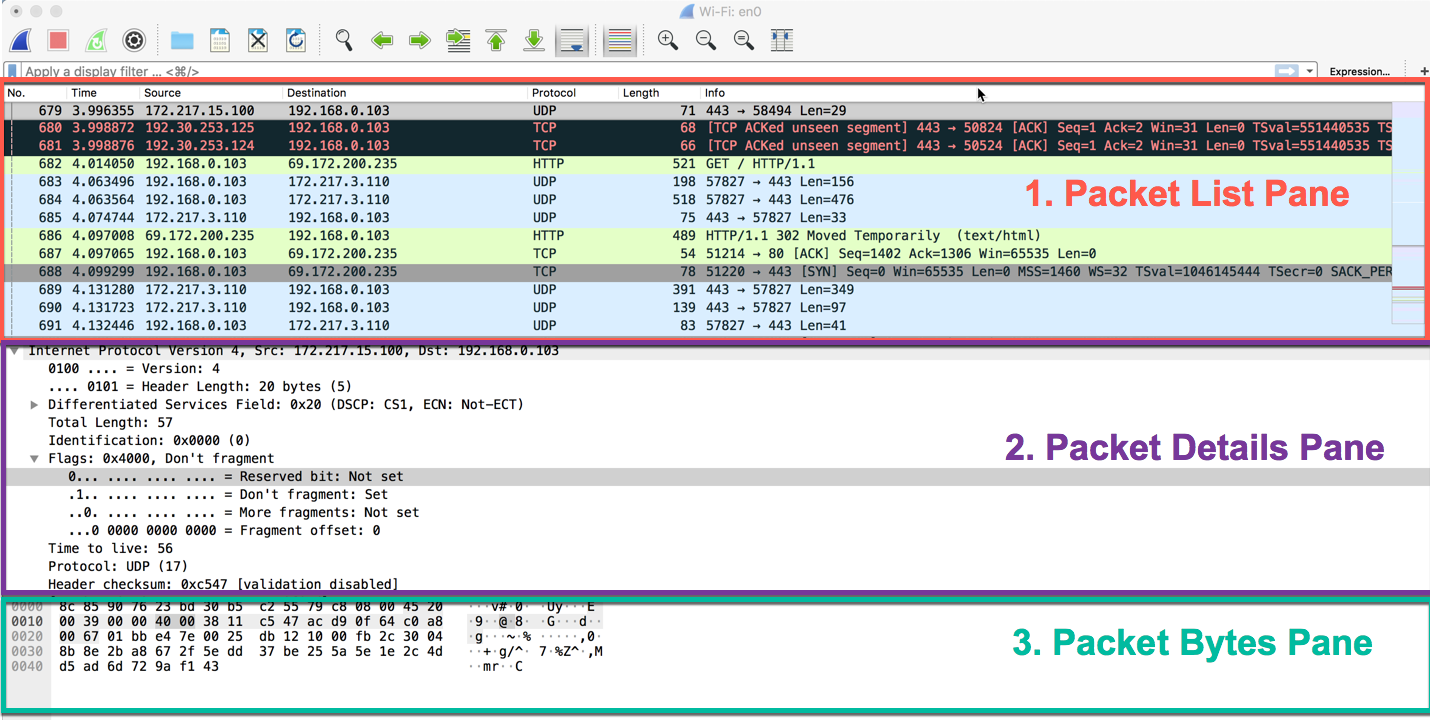 Wi-Fi: en0
Apply a display filter ... <⌘/>
Expression...
+
No. Time Source Destination Protocol Length Info
679 3.996355 172.217.15.100 192.168.0.103 UDP 71 443 → 58494 Len=29
680 3.998872 192.30.253.125 192.168.0.103 TCP 68 [TCP ACKed unseen segment] 443 → 50824 [ACK] Seq=1 Ack=2 Win=31 Len=0 TSval=551440535 TS
681 3.998876 192.30.253.124 192.168.0.103 TCP 66 [TCP ACKed unseen segment] 443 → 50524 [ACK] Seq=1 Ack=2 Win=31 Len=0 TSval=551440535 TS
682 4.014050 192.168.0.103 69.172.200.235 HTTP 521 GET / HTTP/1.1
683 4.063496 192.168.0.103 172.217.3.110 UDP 198 57827 → 443 Len=156
684 4.063564 192.168.0.103 172.217.3.110 UDP 518 57827 → 443 Len=476
685 4.074744 172.217.3.110 192.168.0.103 UDP 75 443 → 57827 Len=33
686 4.097008 69.172.200.235 192.168.0.103 HTTP 489 HTTP/1.1 302 Moved Temporarily (text/html)
687 4.097065 192.168.0.103 69.172.200.235 TCP 54 51214 → 80 [ACK] Seq=1402 Ack=1306 Win=65535 Len=0
688 4.099299 192.168.0.103 69.172.200.235 TCP 78 51220 → 443 [SYN] Seq=0 Win=65535 Len=0 MSS=1460 WS=32 TSval=1046145444 TSecr=0 SACK_PER
689 4.131280 172.217.3.110 192.168.0.103 UDP 391 443 → 57827 Len=349
690 4.131723 172.217.3.110 192.168.0.103 UDP 139 443 → 57827 Len=97
691 4.132446 192.168.0.103 172.217.3.110 UDP 83 57827 → 443 Len=41
1. Packet List Pane
Internet Protocol Version 4, Src: 172.217.15.100, Dst: 192.168.0.103
0100 .... = Version: 4
.... 0101 = Header Length: 20 bytes (5)
Differentiated Services Field: 0x20 (DSCP: CS1, ECN: Not-ECT)
Total Length: 57
Identification: 0x0000 (0)
Flags: 0x4000, Don't fragment
0... .... .... .... = Reserved bit: Not set
.1.. .... .... .... = Don't fragment: Set
..0. .... .... .... = More fragments: Not set
...0 0000 0000 0000 = Fragment offset: 0
Time to live: 56
Protocol: UDP (17)
Header checksum: 0xc547 [validation disabled]
2. Packet Details Pane
0000 8c 85 90 76 23 bd 30 b5 c2 55 79 c8 08 00 45 20 ···v#·0· ·Uy···E
0010 00 39 00 00 40 00 38 11 c5 47 ac d9 0f 64 c0 a8 ·9··@·8· ·G···d··
0020 00 67 01 bb e4 7e 00 25 db 12 10 00 fb 2c 30 04 ·g···~·% ·····,0·
0030 8b 8e 2b a8 67 2f 5e dd 37 be 25 5a 5e 1e 2c 4d ··+·g/^· 7·%Z^·,M
0040 d5 ad 6d 72 9a f1 43 ··mr··C
3. Packet Bytes Pane